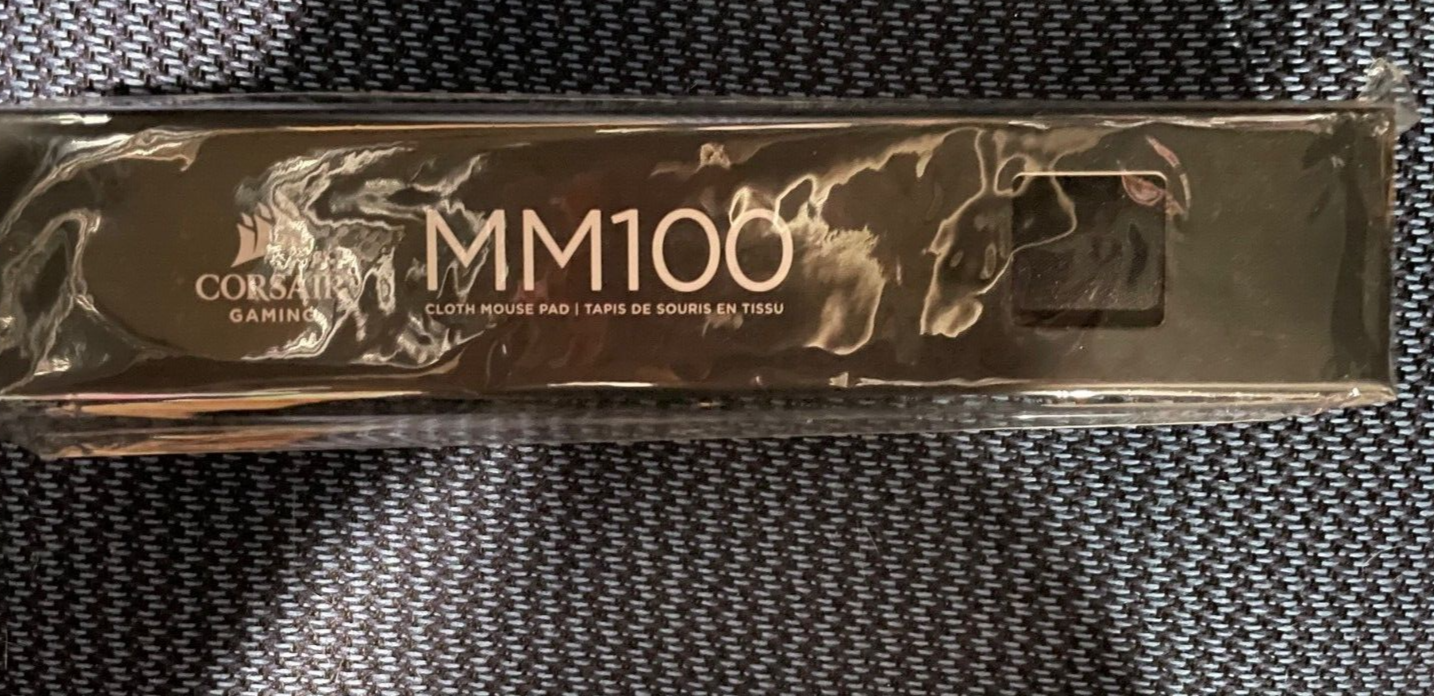 CORSAIR
GAMING
MM100
CLOTH MOUSE PAD | TAPIS DE SOURIS EN TISSU